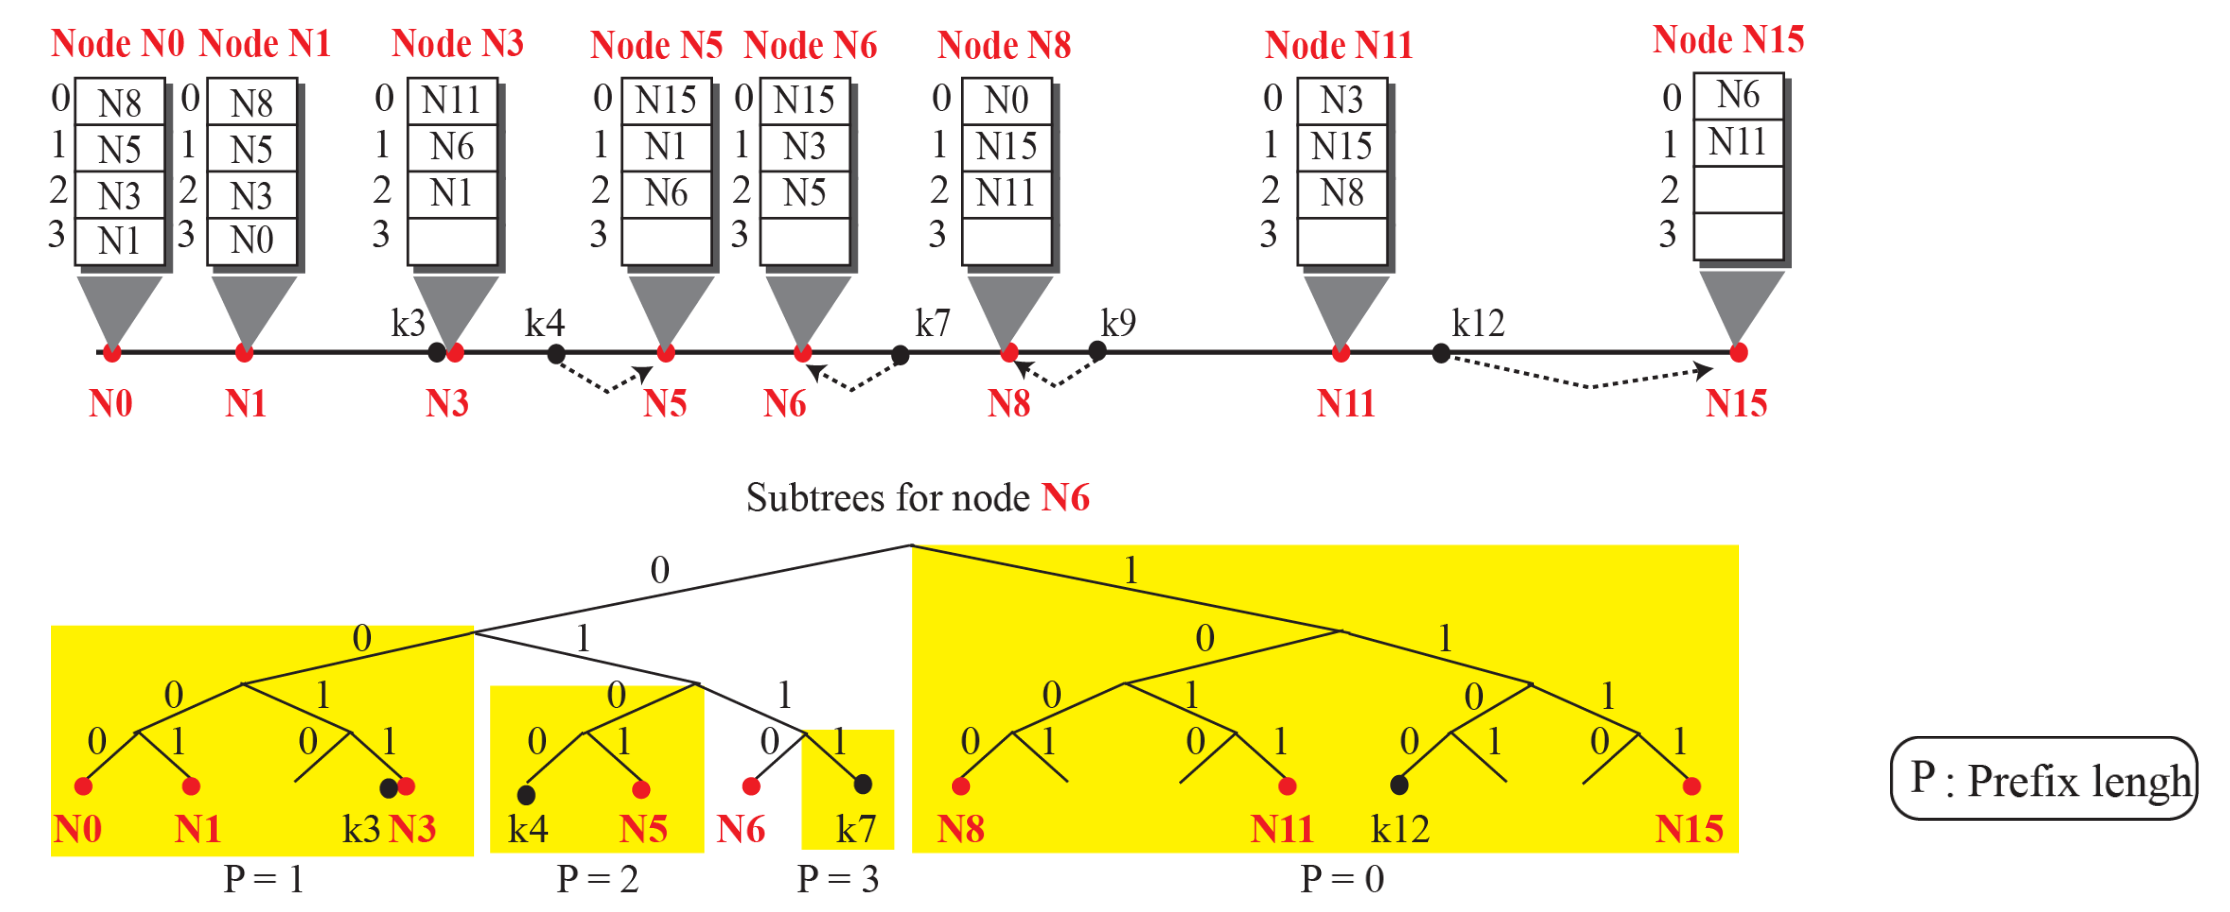 Node N0 Node N1 Node N3 Node N5 Node N6 Node N8 Node N11 Node N15
0 N8 0 N8 0 N11 0 N15 0 N15 0 N0 0 N3 0 N6
1 N5 1 N5 1 N6 1 N1 1 N3 1 N15 1 N15 1 N11
2 N3 2 N3 2 N1 2 N6 2 N5 2 N11 2 N8 2
3 N1 3 N0 3 3 3 3 3 3
k3 k4 k7 k9 k12
N0 N1 N3 N5 N6 N8 N11 N15
Subtrees for node N6
0 1
0 1 0 1
0 1 0 1 0 1 0 1
0 1 0 1 0 1 0 1 0 1 0 1 0 1 0 1
N0 N1 k3 N3 k4 N5 N6 k7 N8 N11 k12 N15
P = 1 P = 2 P = 3 P = 0
P : Prefix lengh